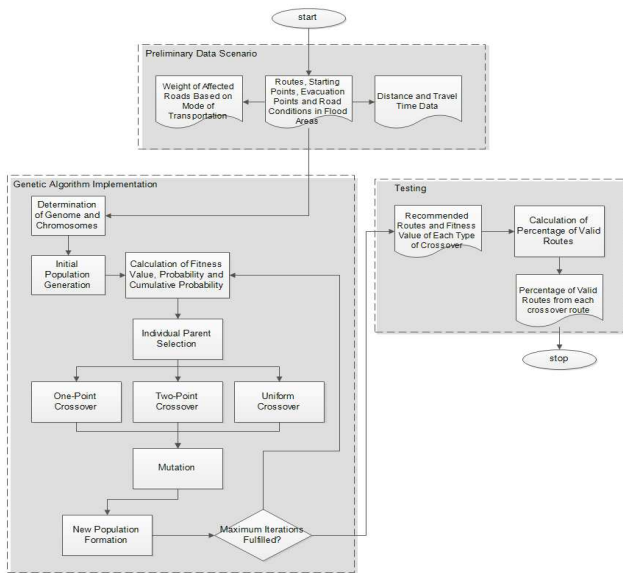 start
Preliminary Data Scenario
Weight of Affected
Roads Based on
Mode of
Transportation
Routes, Starting
Points, Evacuation
Points and Road
Conditions in Flood
Areas
Distance and Travel
Time Data
Genetic Algorithm Implementation
Determination
of Genome and
Chromosomes
Initial
Population
Generation
Calculation of Fitness
Value, Probability and
Cumulative Probability
Individual Parent
Selection
One-Point
Crossover
Two-Point
Crossover
Uniform
Crossover
Mutation
New Population
Formation
Maximum Iterations
Fulfilled?
Testing
Recommended
Routes and Fitness
Value of Each Type
of Crossover
Calculation of
Percentage of Valid
Routes
Percentage of Valid
Routes from each
crossover route
stop